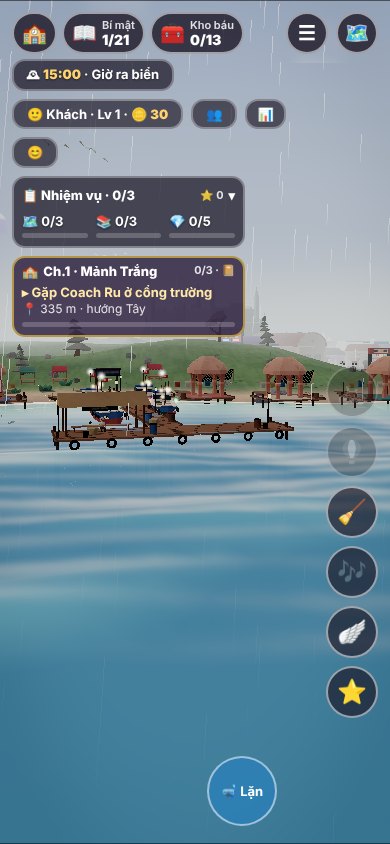 Bí mật
1/21
Kho báu
0/13
15:00 · Giờ ra biển
Khách · Lv 1 · 30
Nhiệm vụ · 0/3
0 ▾
0/3
0/3
0/5
Ch.1 · Mảnh Trắng
0/3 ·
▸ Gặp Coach Ru ở cổng trường
335 m · hướng Tây
Lặn